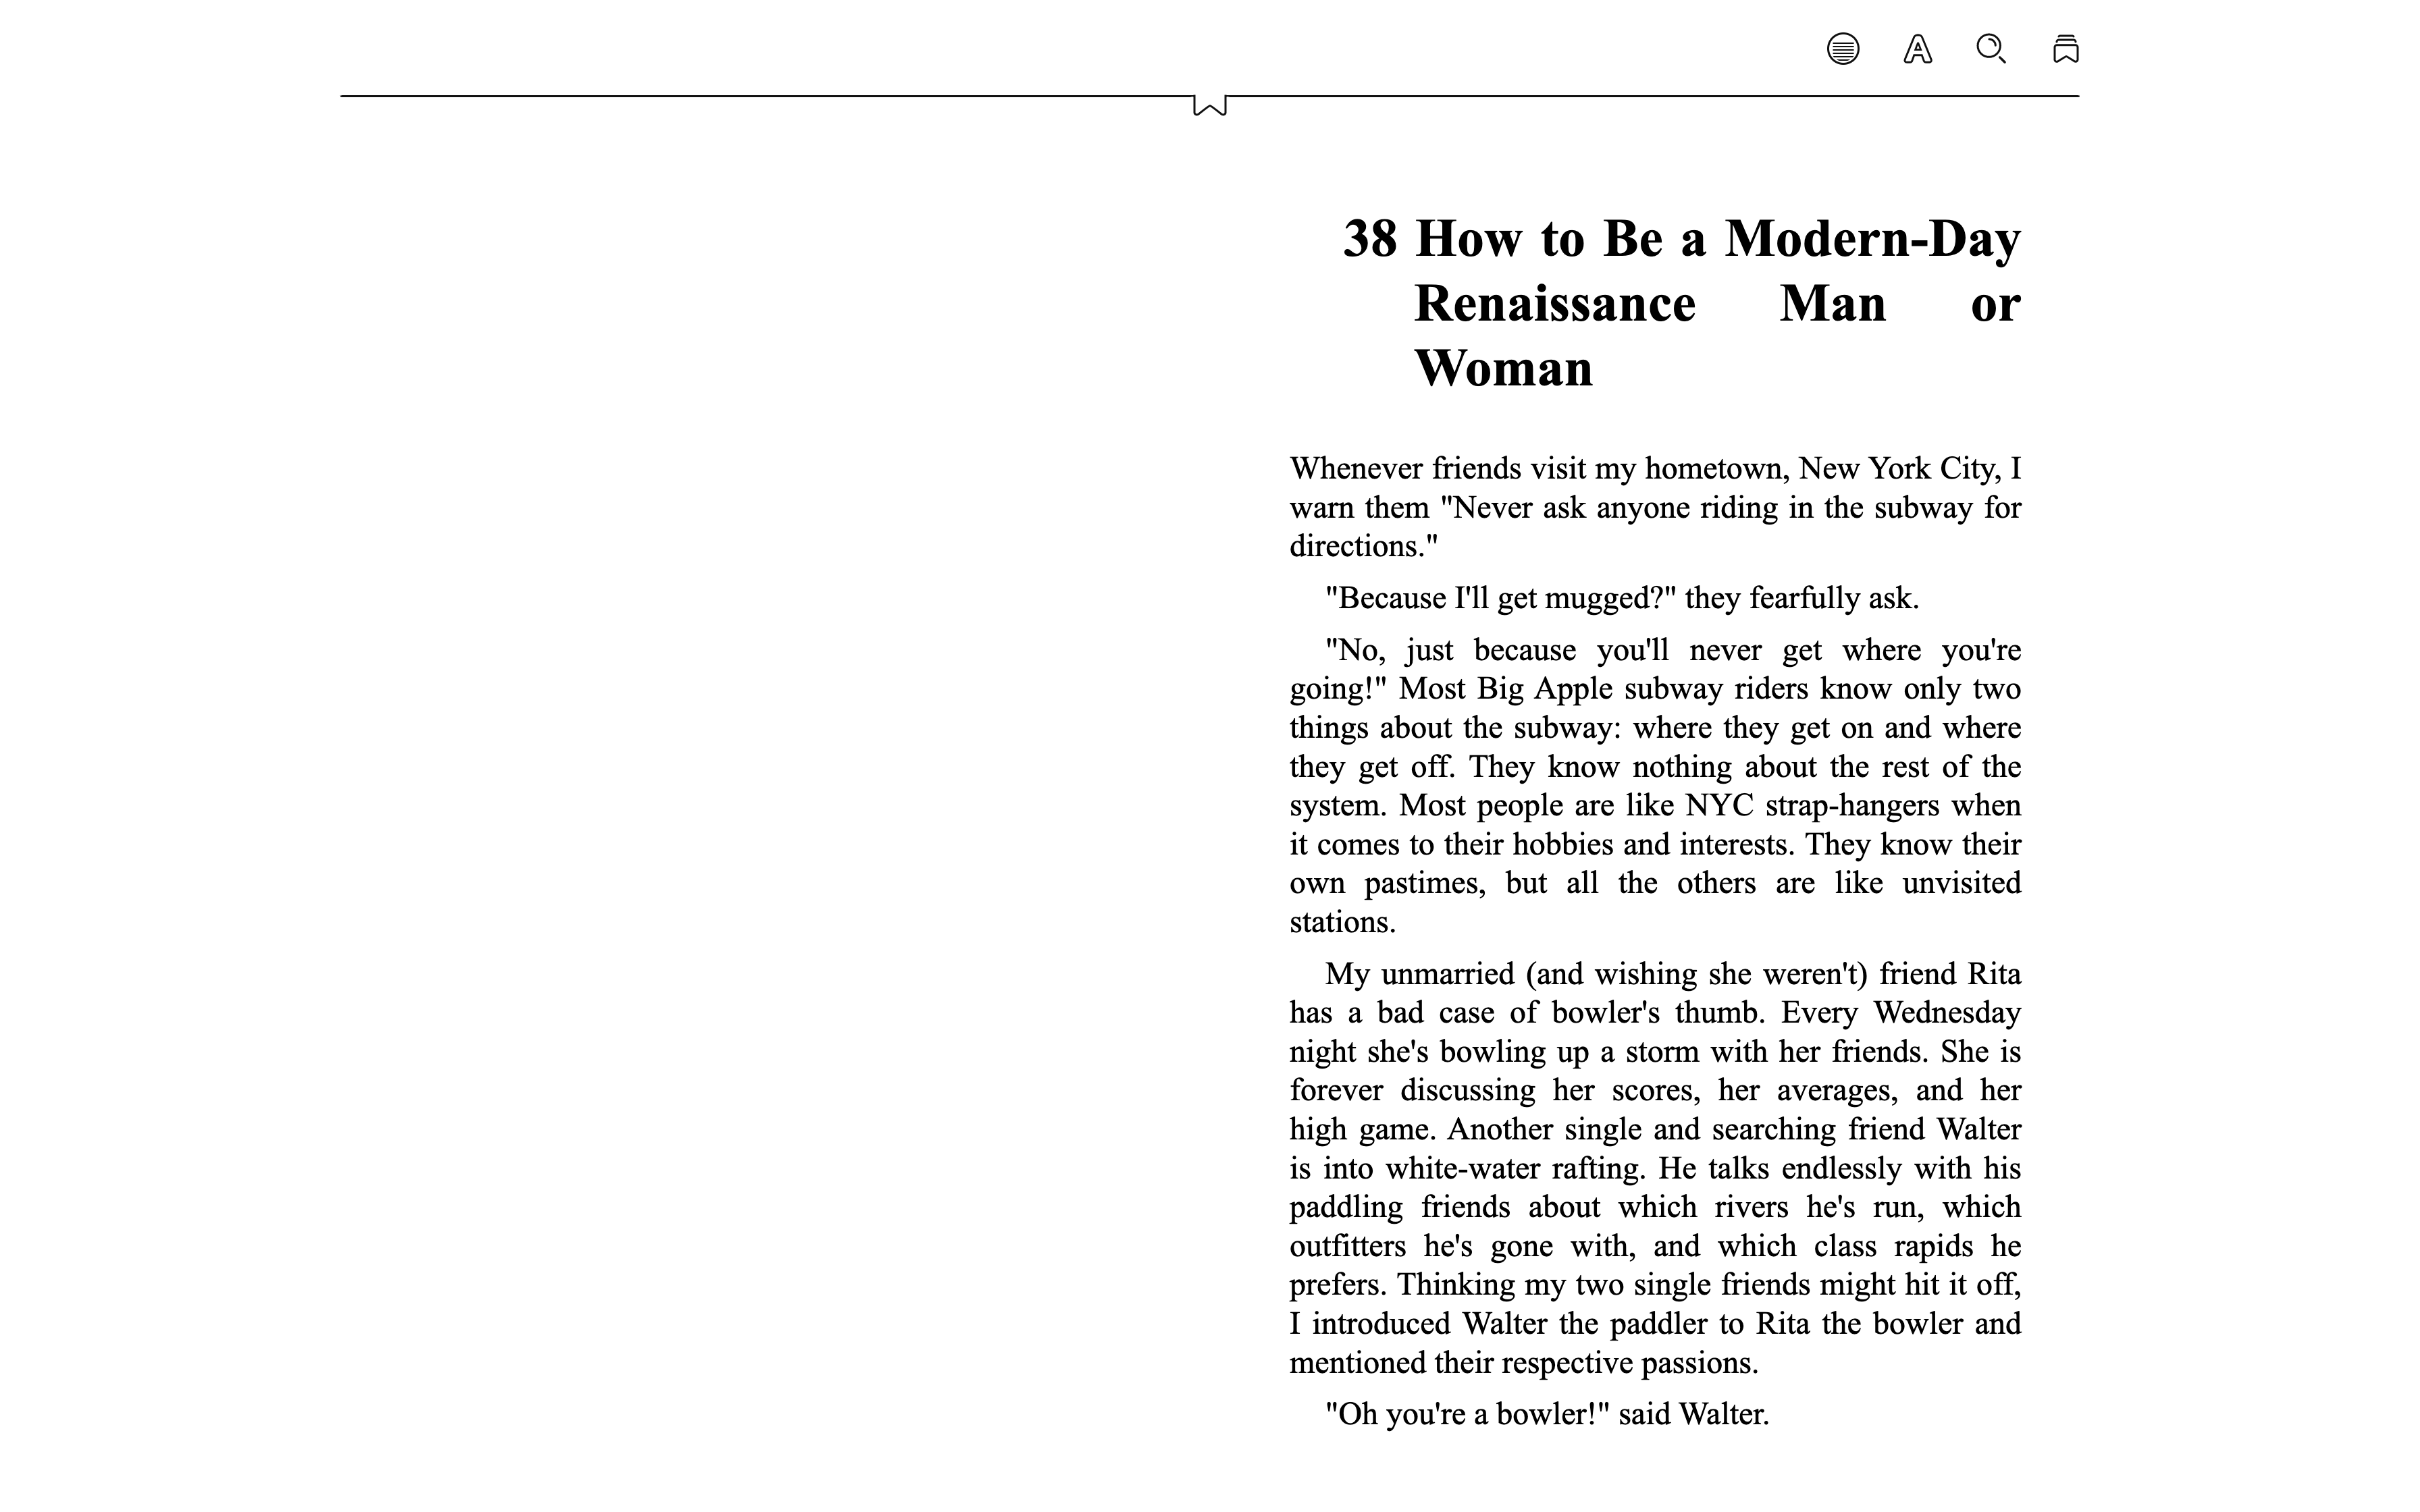 38 How to Be a Modern-Day
Renaissance Man or
Woman
Whenever friends visit my hometown, New York City, I
warn them "Never ask anyone riding in the subway for
directions."
"Because I'll get mugged?" they fearfully ask.
"No, just because you'll never get where you're
going!" Most Big Apple subway riders know only two
things about the subway: where they get on and where
they get off. They know nothing about the rest of the
system. Most people are like NYC strap-hangers when
it comes to their hobbies and interests. They know their
own pastimes, but all the others are like unvisited
stations.
My unmarried (and wishing she weren't) friend Rita
has a bad case of bowler's thumb. Every Wednesday
night she's bowling up a storm with her friends. She is
forever discussing her scores, her averages, and her
high game. Another single and searching friend Walter
is into white-water rafting. He talks endlessly with his
paddling friends about which rivers he's run, which
outfitters he's gone with, and which class rapids he
prefers. Thinking my two single friends might hit it off,
I introduced Walter the paddler to Rita the bowler and
mentioned their respective passions.
"Oh you're a bowler!" said Walter.